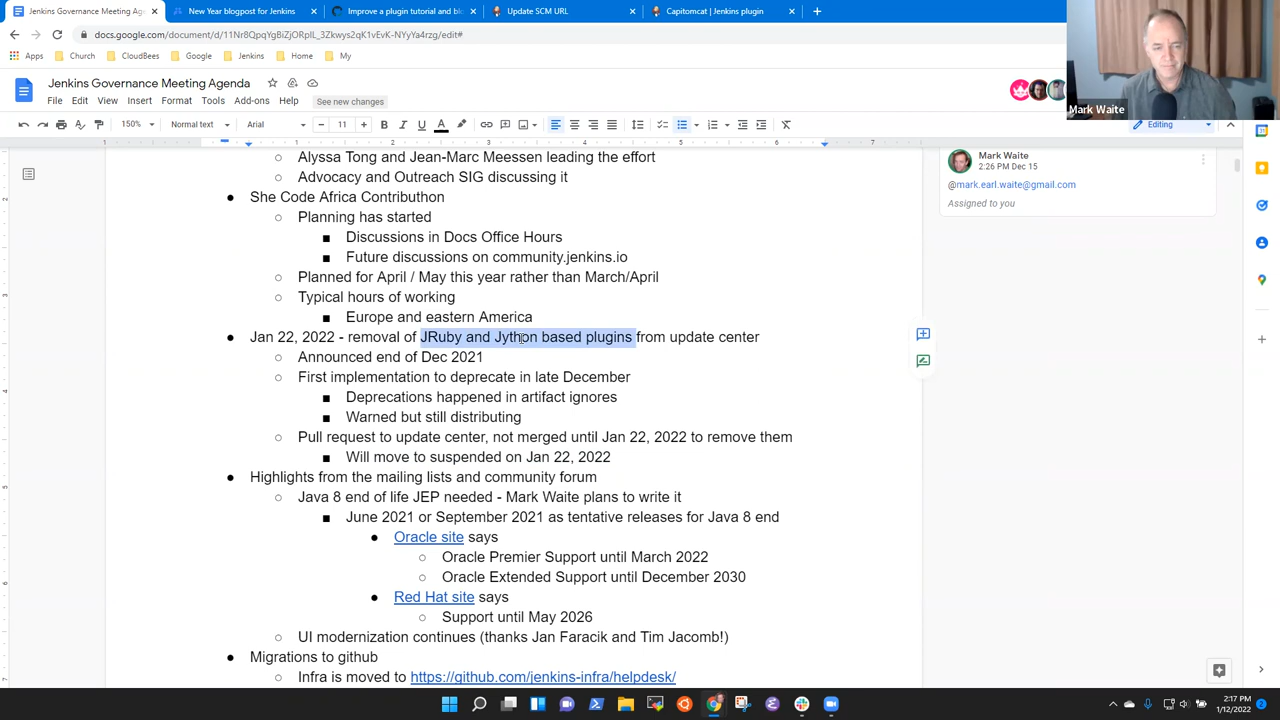 Jenkins Governance Meeting Ag
New Year blogpost for Jenkins
Improve a plugin tutorial and blo
Update SCM URL
Capitomcat | Jenkins plugin
docs.google.com/document/d/11Nr8QpqYgBiZjORpIL_3Zkwys2qK1vEvK-NYyYa4rzg/edit#
Apps
Church
CloudBees
Google
Jenkins
Home
My
Jenkins Governance Meeting Agenda
File Edit View Insert Format Tools Add-ons Help See new changes
150% Normal text Arial 11 Editing
Mark Waite
Alyssa Tong and Jean-Marc Meessen leading the effort
Advocacy and Outreach SIG discussing it
She Code Africa Contributhon
Planning has started
Discussions in Docs Office Hours
Future discussions on community.jenkins.io
Planned for April / May this year rather than March/April
Typical hours of working
Europe and eastern America
Jan 22, 2022 - removal of JRuby and Jython based plugins from update center
Announced end of Dec 2021
First implementation to deprecate in late December
Deprecations happened in artifact ignores
Warned but still distributing
Pull request to update center, not merged until Jan 22, 2022 to remove them
Will move to suspended on Jan 22, 2022
Highlights from the mailing lists and community forum
Java 8 end of life JEP needed - Mark Waite plans to write it
June 2021 or September 2021 as tentative releases for Java 8 end
Oracle site says
Oracle Premier Support until March 2022
Oracle Extended Support until December 2030
Red Hat site says
Support until May 2026
UI modernization continues (thanks Jan Faracik and Tim Jacomb!)
Migrations to github
Infra is moved to https://github.com/jenkins-infra/helpdesk/
Mark Waite
2:26 PM Dec 15
@mark.earl.waite@gmail.com
Assigned to you
2:17 PM
1/12/2022